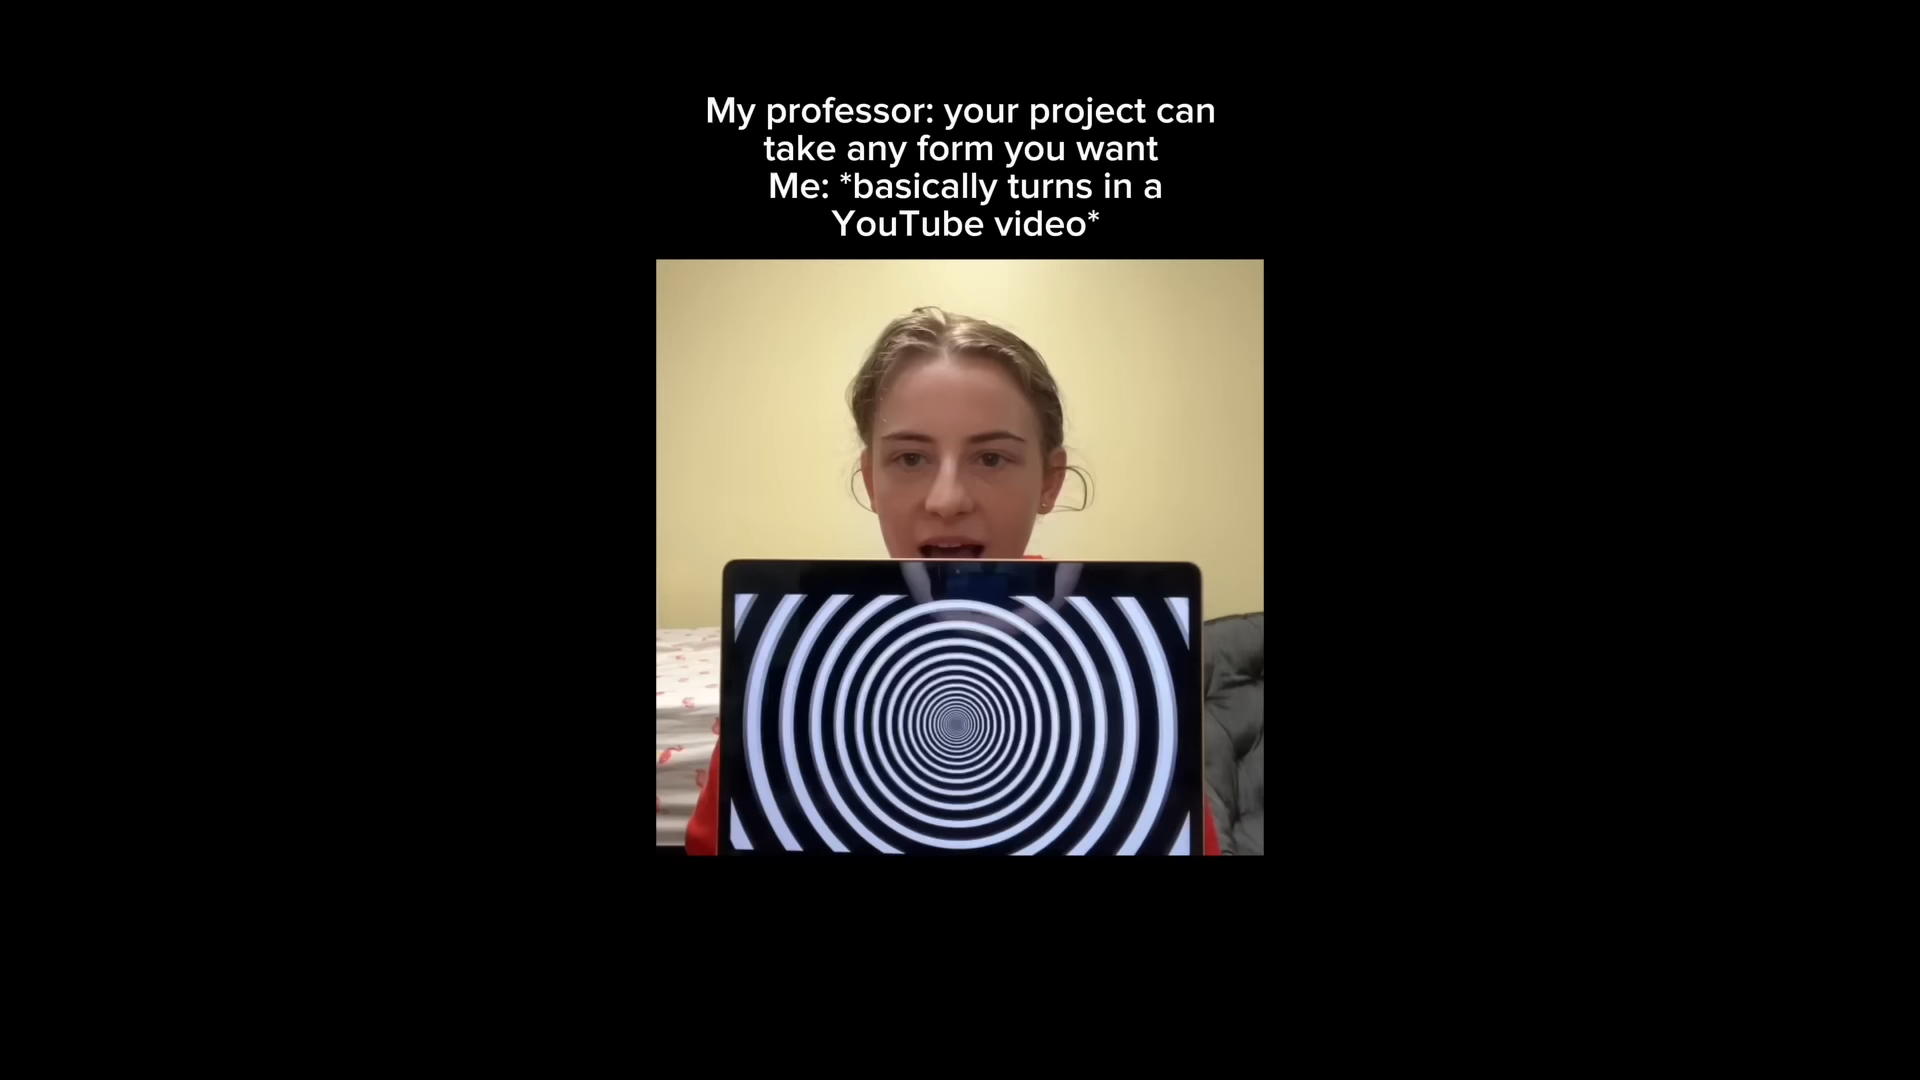 My professor: your project can
take any form you want
Me: *basically turns in a
YouTube video*